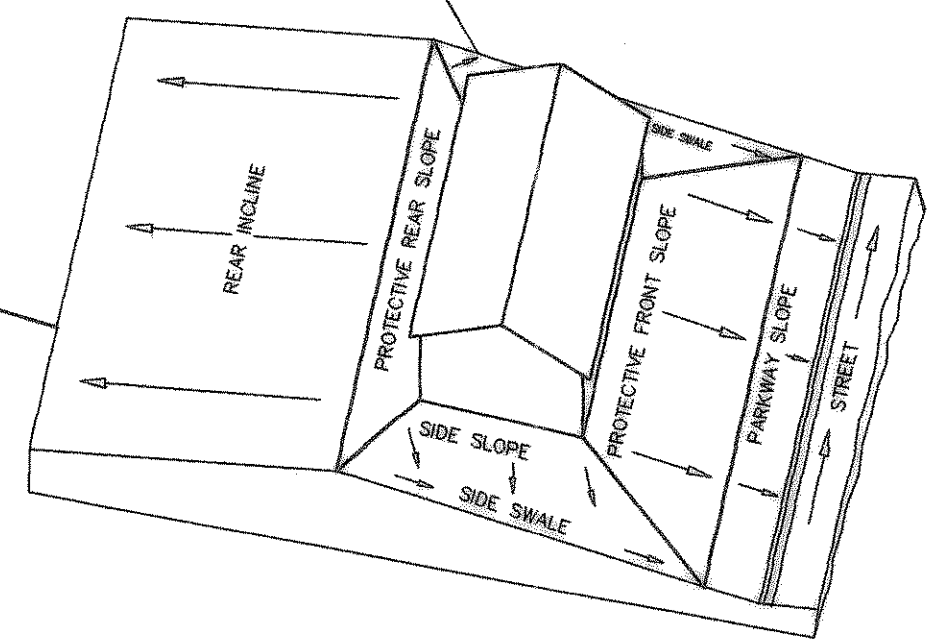 REAR INCLINE
PROTECTIVE REAR SLOPE
SIDE SWALE
PROTECTIVE FRONT SLOPE
PARKWAY SLOPE
STREET
SIDE SLOPE
SIDE SWALE